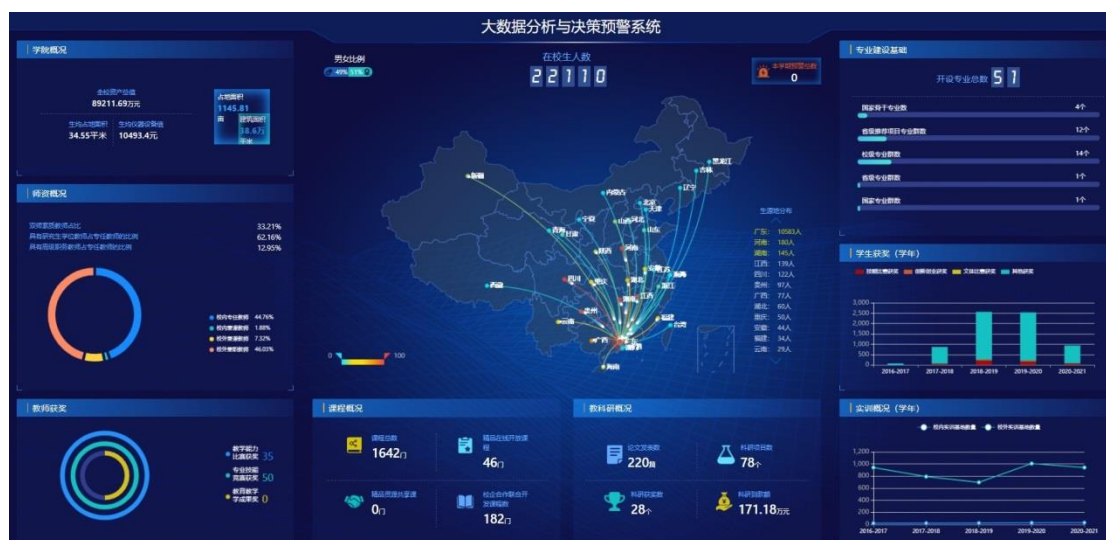 大数据分析与决策预警系统
学院概况
全校资产总值
89211.69万元
生均占地面积
34.55平米
生均仪器设备值
10493.4元
占地面积
1145.81
亩
建筑面积
38.6万
平米
师资概况
双师素质教师占比 33.21%
具有研究生学位教师占专任教师的比例 62.16%
具有高级职务教师占专任教师的比例 12.95%
校内专任教师 44.76%
校内兼课教师 1.88%
校外兼课教师 7.32%
校外兼职教师 46.03%
教师获奖
教学能力
比赛获奖 35
专业技能
竞赛获奖 50
教育教学
学成果奖 0
男女比例
49% 51%
在校生人数
22110
本学期预警总数
0
黑龙江
吉林
辽宁
新疆
内蒙古
北京
天津
宁夏
山西
河北
山东
青海
甘肃
陕西
河南
安徽
江苏
上海
浙江
四川
重庆
湖北
西藏
湖南
江西
贵州
福建
云南
广西
广东
台湾
海南
0
100
生源地分布
广东: 10583人
河南: 180人
湖南: 145人
江西: 139人
四川: 122人
贵州: 97人
广西: 77人
湖北: 60人
重庆: 50人
安徽: 44人
福建: 34人
云南: 29人
课程概况
课程总数
1642门
精品在线开放课
程
46门
精品资源共享课
0门
校企合作联合开
发课程数
182门
教科研概况
论文发表数
220篇
科研项目数
78个
科研获奖数
28个
科研到款额
171.18万元
专业建设基础
开设专业总数 51
国家骨干专业数 4个
省级推荐项目专业群数 12个
校级专业群数 14个
省级专业群数 1个
国家专业群数 1个
学生获奖（学年）
技能比赛获奖 创新创业获奖 文体比赛获奖 其他获奖
3,000
2,500
2,000
1,500
1,000
500
0
2016-2017 2017-2018 2018-2019 2019-2020 2020-2021
实训概况（学年）
校内实训基地数量 校外实训基地数量
1,200
1,000
800
600
400
200
0
2016-2017 2017-2018 2018-2019 2019-2020 2020-2021